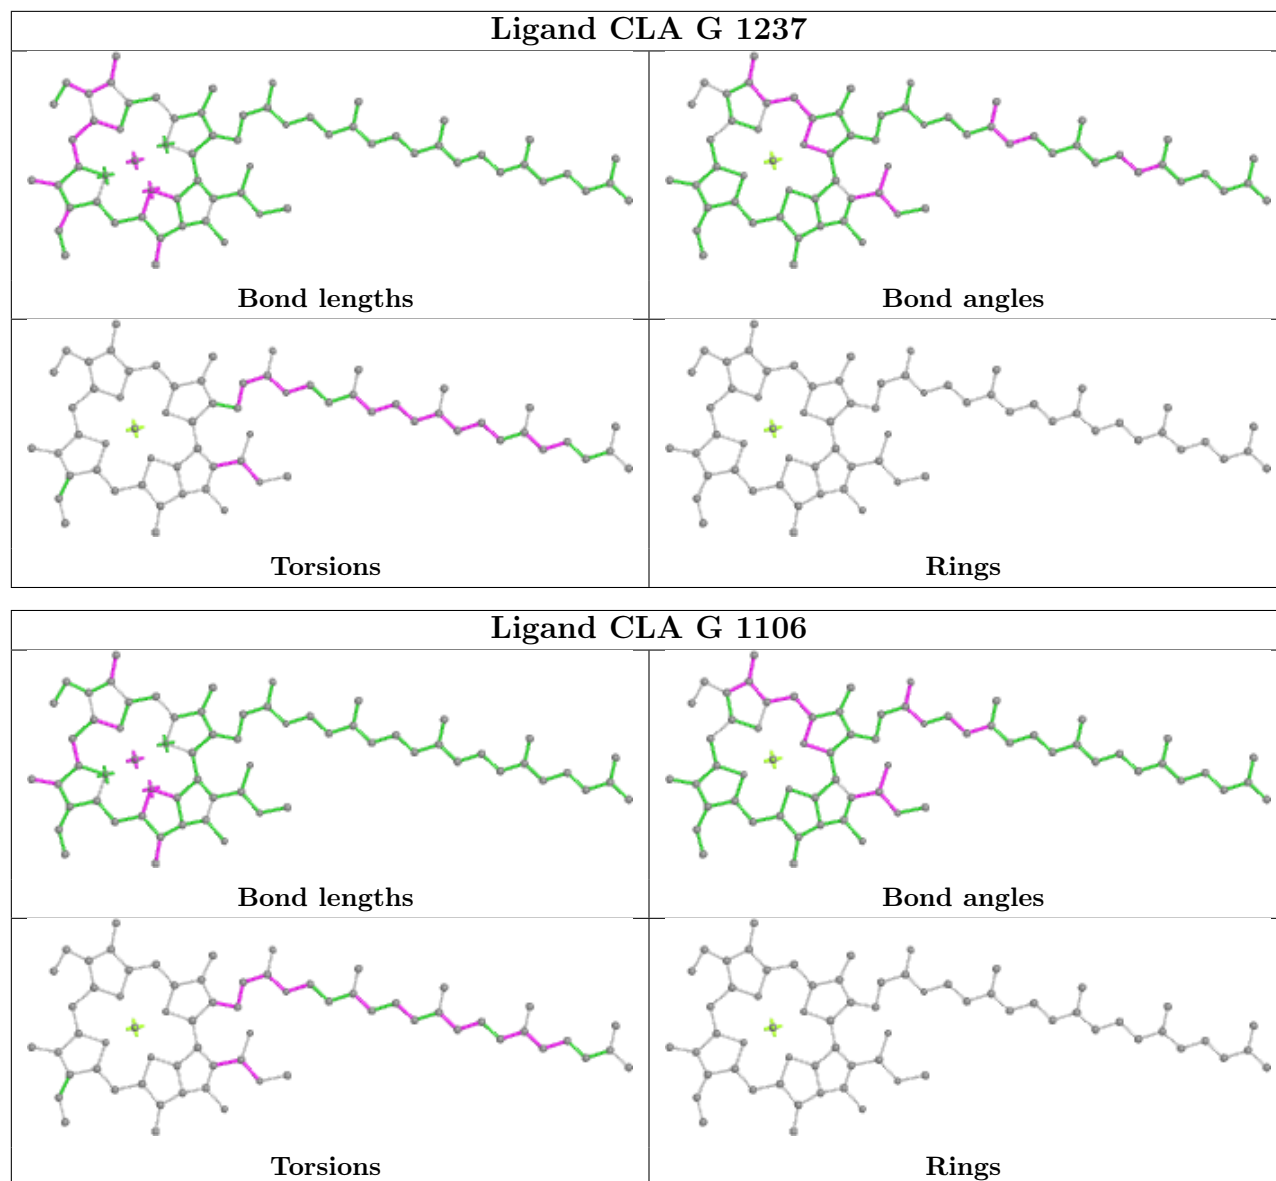 Ligand CLA G 1237
Bond lengths
Bond angles
Torsions
Rings
Ligand CLA G 1106
Bond lengths
Bond angles
Torsions
Rings